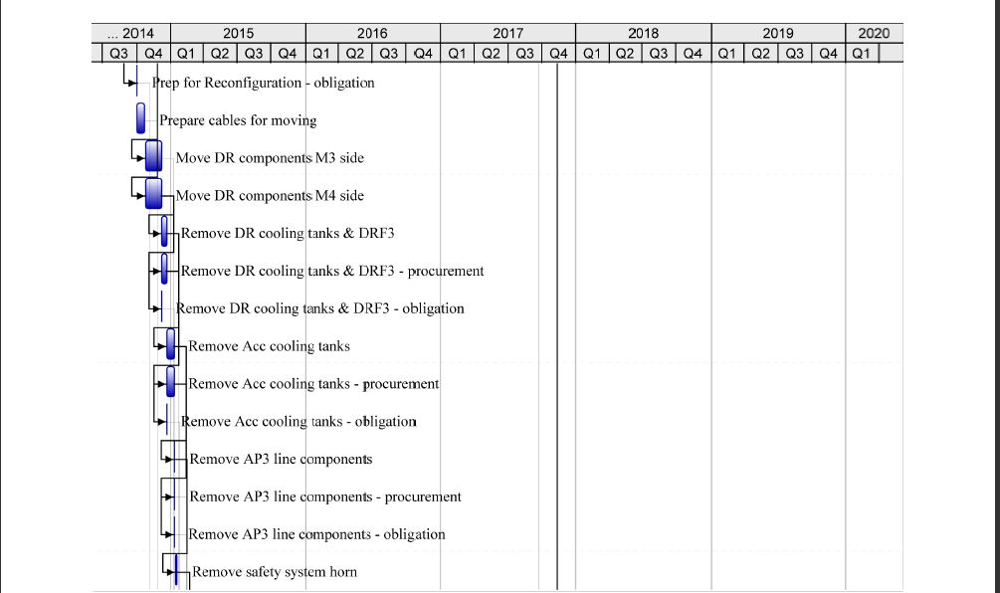 ... 2014 2015 2016 2017 2018 2019 2020
Q3 Q4 Q1 Q2 Q3 Q4 Q1 Q2 Q3 Q4 Q1 Q2 Q3 Q4 Q1 Q2 Q3 Q4 Q1 Q2 Q3 Q4 Q1
Prep for Reconfiguration - obligation
Prepare cables for moving
Move DR components M3 side
Move DR components M4 side
Remove DR cooling tanks & DRF3
Remove DR cooling tanks & DRF3 - procurement
Remove DR cooling tanks & DRF3 - obligation
Remove Acc cooling tanks
Remove Acc cooling tanks - procurement
Remove Acc cooling tanks - obligation
Remove AP3 line components
Remove AP3 line components - procurement
Remove AP3 line components - obligation
Remove safety system horn